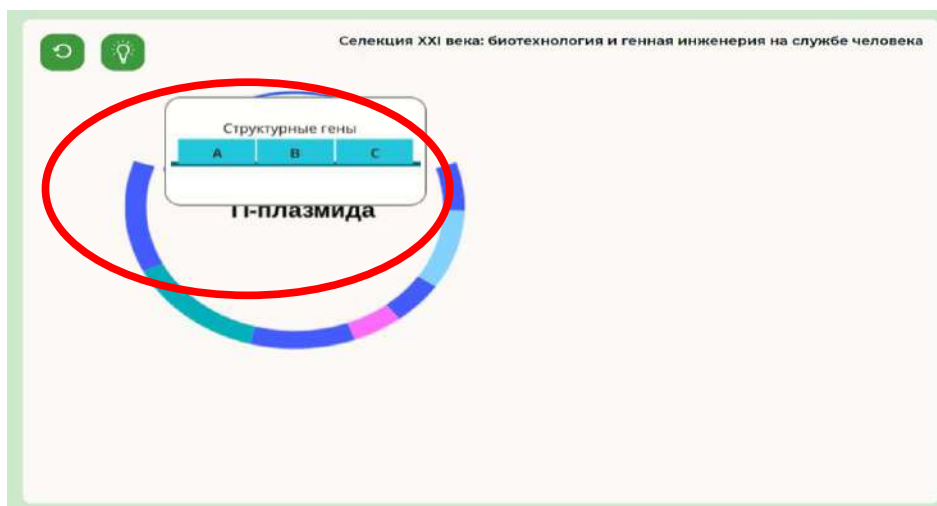 Селекция XXI века: биотехнология и генная инженерия на службе человека
Структурные гены
A B C
Ti-плазмида